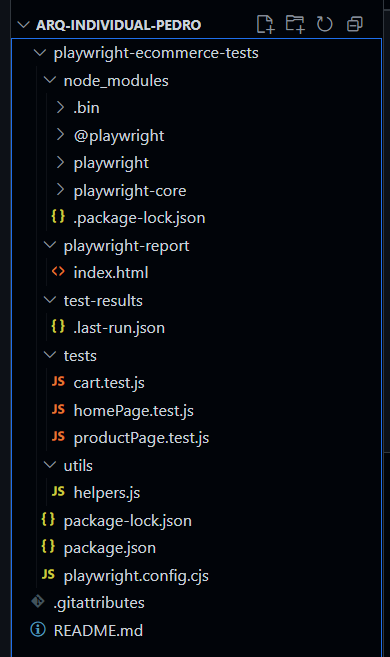 ARQ-INDIVIDUAL-PEDRO
playwright-ecommerce-tests
node_modules
.bin
@playwright
playwright
playwright-core
{} .package-lock.json
playwright-report
<> index.html
test-results
{} .last-run.json
tests
JS cart.test.js
JS homePage.test.js
JS productPage.test.js
utils
JS helpers.js
{} package-lock.json
{} package.json
JS playwright.config.cjs
.gitattributes
README.md